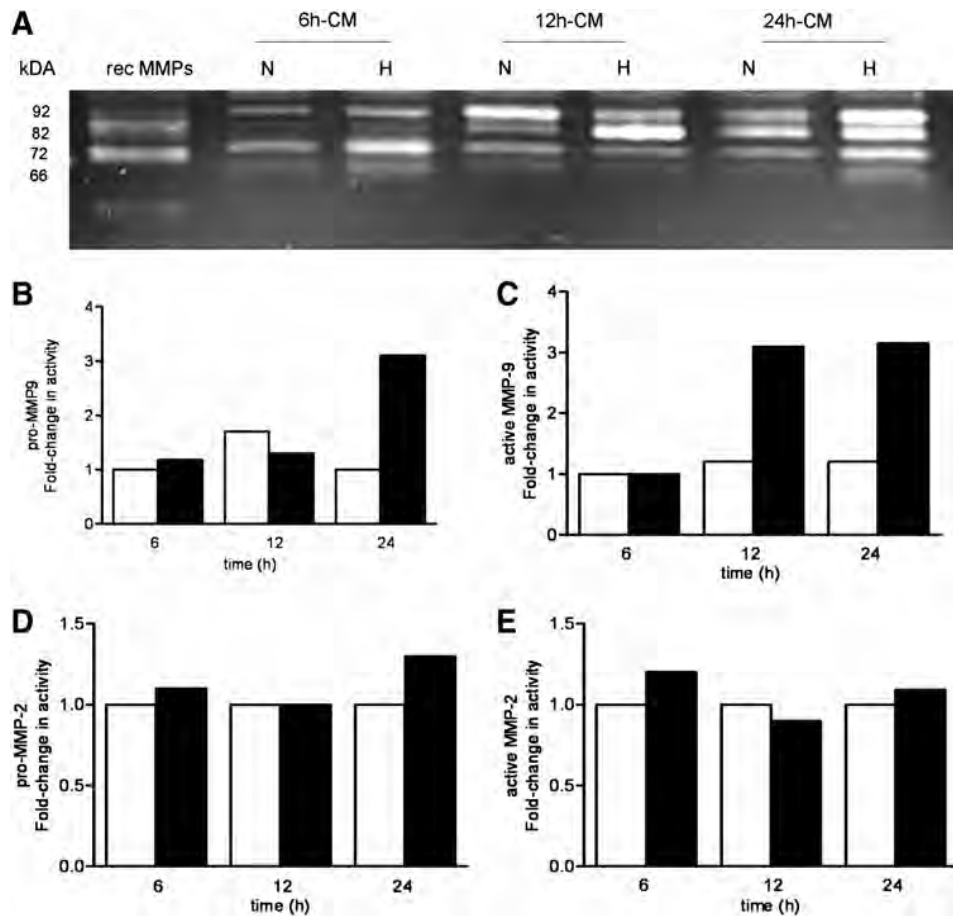 A
6h-CM 12h-CM 24h-CM
kDA rec MMPs N H N H N H
92
82
72
66
B
pro-MMP9
Fold-change in activity
4
3
2
1
0
6 12 24
time (h)
C
active MMP-9
Fold-change in activity
4
3
2
1
0
6 12 24
time (h)
D
pro-MMP-2
Fold-change in activity
1.5
1.0
0.5
0.0
6 12 24
time (h)
E
active MMP-2
Fold-change in activity
1.5
1.0
0.5
0.0
6 12 24
time (h)